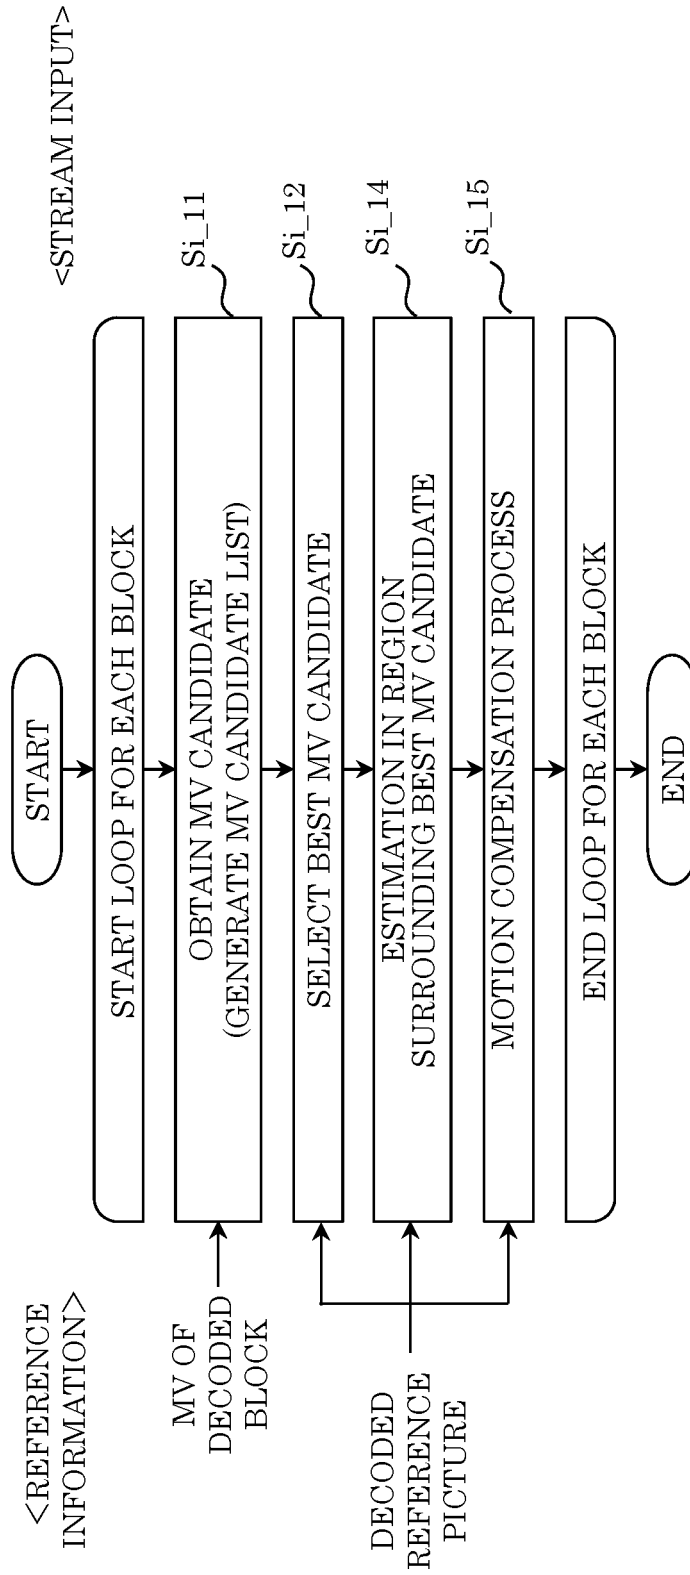 <REFERENCE
INFORMATION>
<STREAM INPUT>
START
START LOOP FOR EACH BLOCK
MV OF
DECODED
BLOCK
OBTAIN MV CANDIDATE
(GENERATE MV CANDIDATE LIST)
Si_11
SELECT BEST MV CANDIDATE
Si_12
DECODED
REFERENCE
PICTURE
ESTIMATION IN REGION
SURROUNDING BEST MV CANDIDATE
Si_14
MOTION COMPENSATION PROCESS
Si_15
END LOOP FOR EACH BLOCK
END